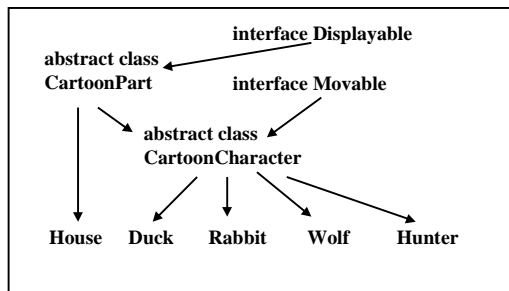 interface Displayable
abstract class
CartoonPart
interface Movable
abstract class
CartoonCharacter
House Duck Rabbit Wolf Hunter